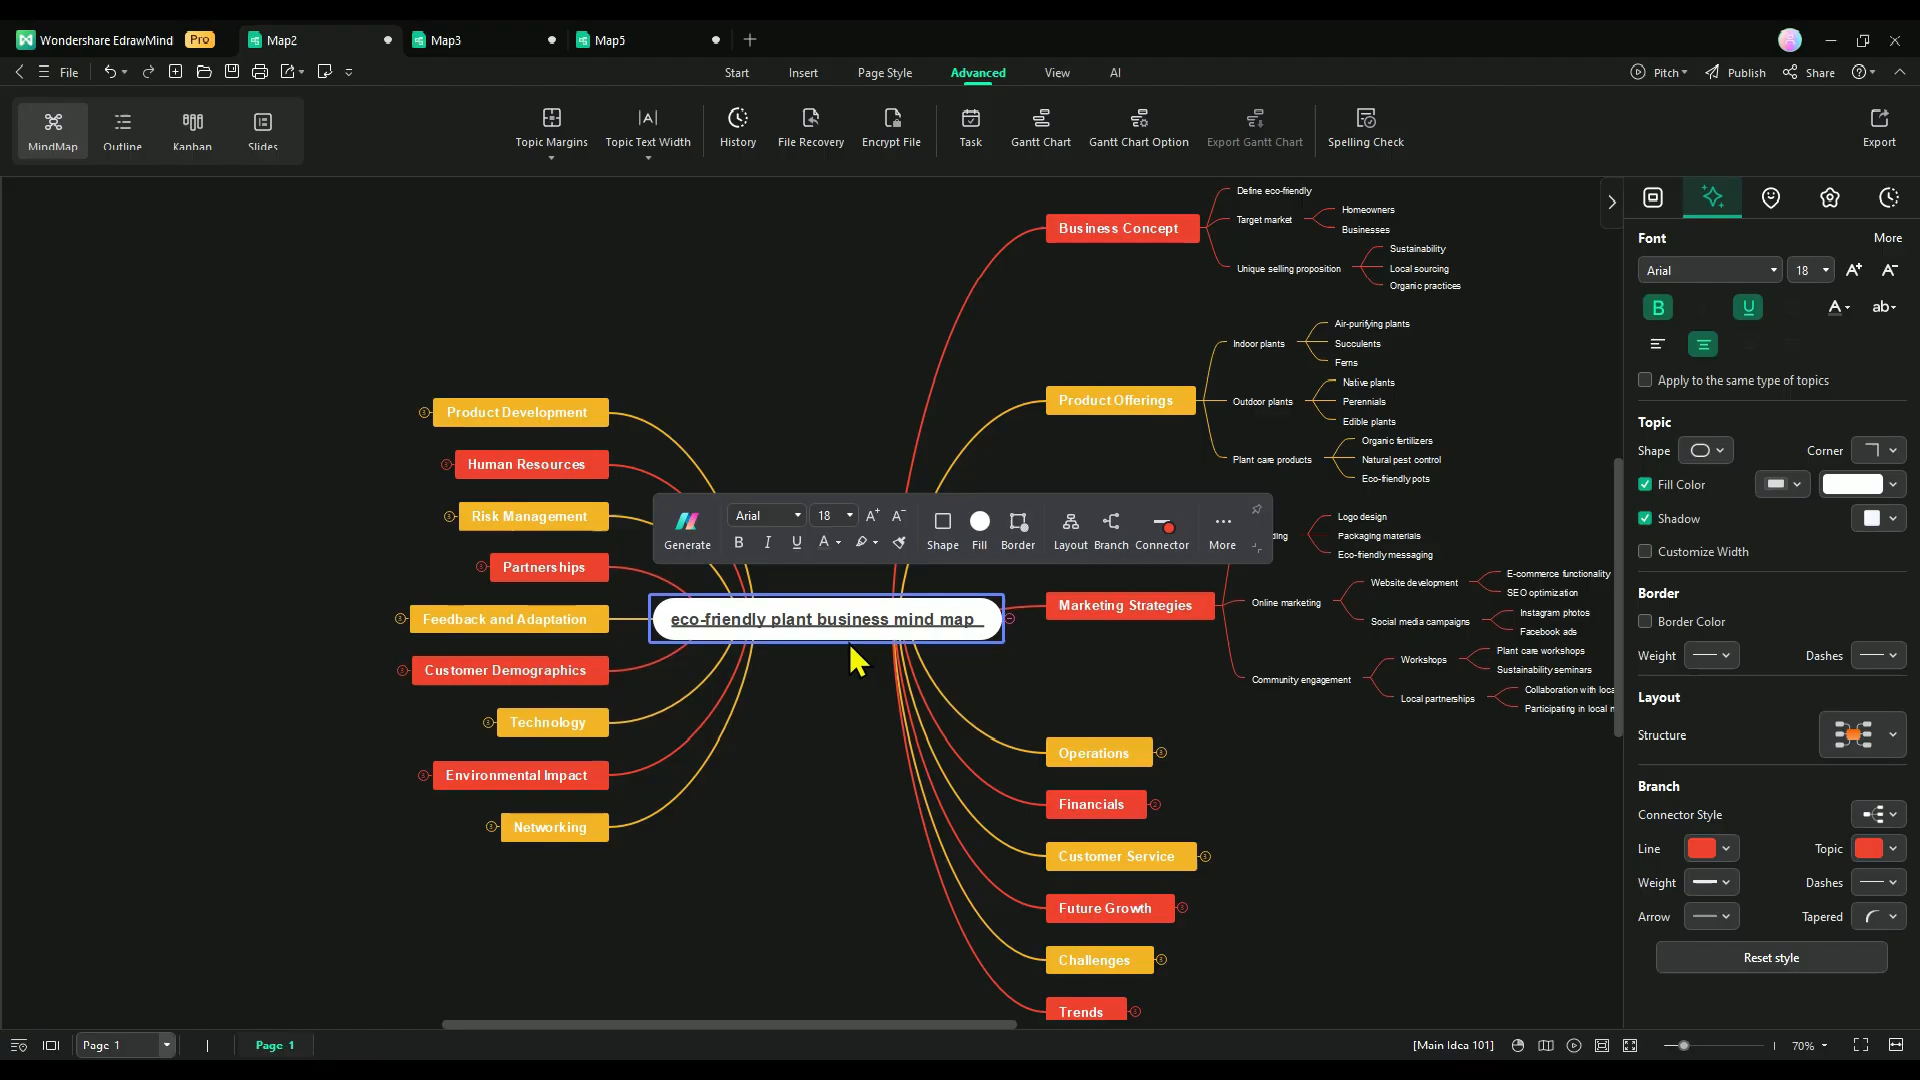 Wondershare EdrawMind Pro Map2 Map3 Map5
File Start Insert Page Style Advanced View AI Pitch Publish Share
MindMap Outline Kanban Slides
Topic Margins Topic Text Width History File Recovery Encrypt File Task Gantt Chart Gantt Chart Option Export Gantt Chart Spelling Check Export
Business Concept
Define eco-friendly
Target market
Homeowners
Businesses
Unique selling proposition
Sustainability
Local sourcing
Organic practices
Product Offerings
Indoor plants
Air-purifying plants
Succulents
Ferns
Outdoor plants
Native plants
Perennials
Edible plants
Plant care products
Organic fertilizers
Natural pest control
Eco-friendly pots
Product Development
Human Resources
Risk Management
Partnerships
Feedback and Adaptation
Customer Demographics
Technology
Environmental Impact
Networking
Arial 18 A+ A-
B I U A
Generate Shape Fill Border Layout Branch Connector More
eco-friendly plant business mind map
Marketing Strategies
ding
Logo design
Packaging materials
Eco-friendly messaging
Online marketing
Website development
E-commerce functionality
SEO optimization
Social media campaigns
Instagram photos
Facebook ads
Community engagement
Workshops
Plant care workshops
Sustainability seminars
Local partnerships
Collaboration with loca
Participating in local
Operations
Financials
Customer Service
Future Growth
Challenges
Trends
Font More
Arial 18 A+ A-
B U A ab
Apply to the same type of topics
Topic
Shape Corner
Fill Color
Shadow
Customize Width
Border
Border Color
Weight Dashes
Layout
Structure
Branch
Connector Style
Line Topic
Weight Dashes
Arrow Tapered
Reset style
Page 1 Page 1 [Main Idea 101] 70%